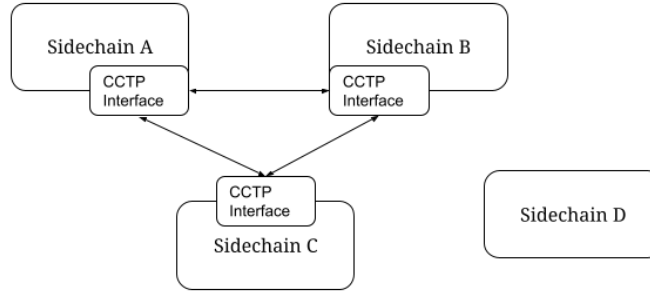 Sidechain A
Sidechain B
CCTP
Interface
CCTP
Interface
CCTP
Interface
Sidechain C
Sidechain D